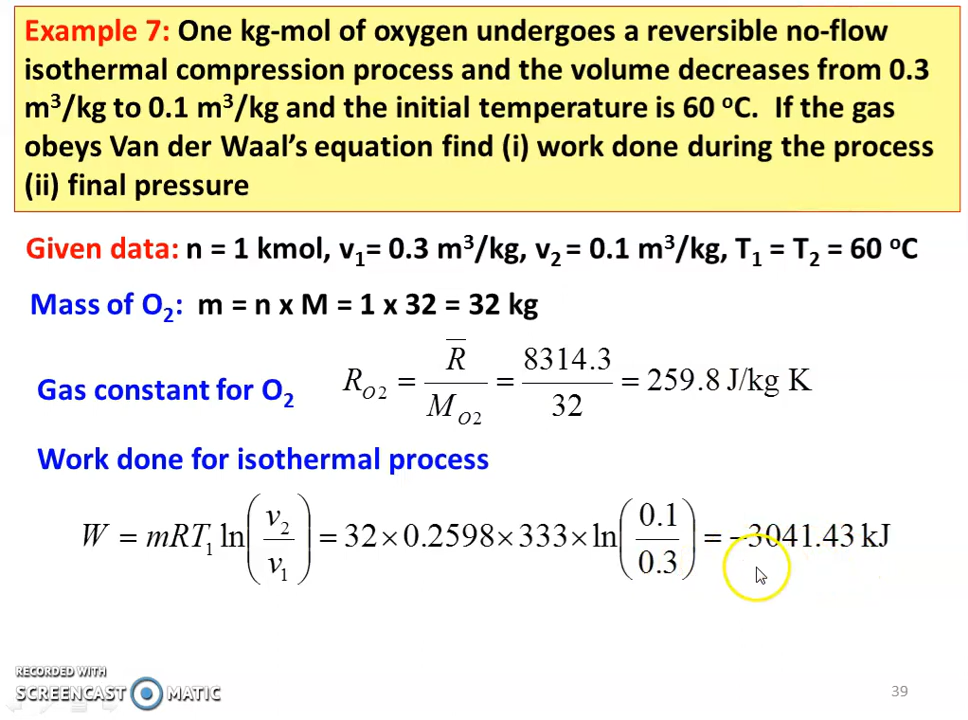 Example 7: One kg-mol of oxygen undergoes a reversible no-flow
isothermal compression process and the volume decreases from 0.3
m³/kg to 0.1 m³/kg and the initial temperature is 60 °C. If the gas
obeys Van der Waal's equation find (i) work done during the process
(ii) final pressure
Given data: n = 1 kmol, v₁= 0.3 m³/kg, v₂ = 0.1 m³/kg, T₁ = T₂ = 60 °C
Mass of O₂: m = n x M = 1 x 32 = 32 kg
Gas constant for O₂ R_O2 = R̅ / M_O2 = 8314.3 / 32 = 259.8 J/kg K
Work done for isothermal process
W = mRT₁ ln(v₂ / v₁) = 32 × 0.2598 × 333 × ln(0.1 / 0.3) = −3041.43 kJ
RECORDED WITH
SCREENCAST MATIC
39